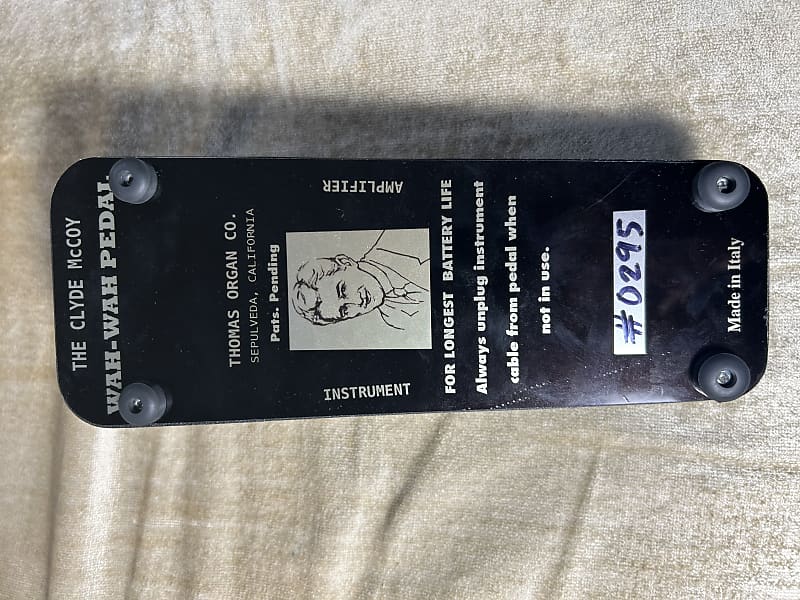 THE CLYDE McCOY
WAH-WAH PEDAL
THOMAS ORGAN CO.
SEPULVEDA, CALIFORNIA
Pats. Pending
INSTRUMENT
AMPLIFIER
FOR LONGEST BATTERY LIFE
Always unplug instrument
cable from pedal when
not in use.
#0295
Made in Italy